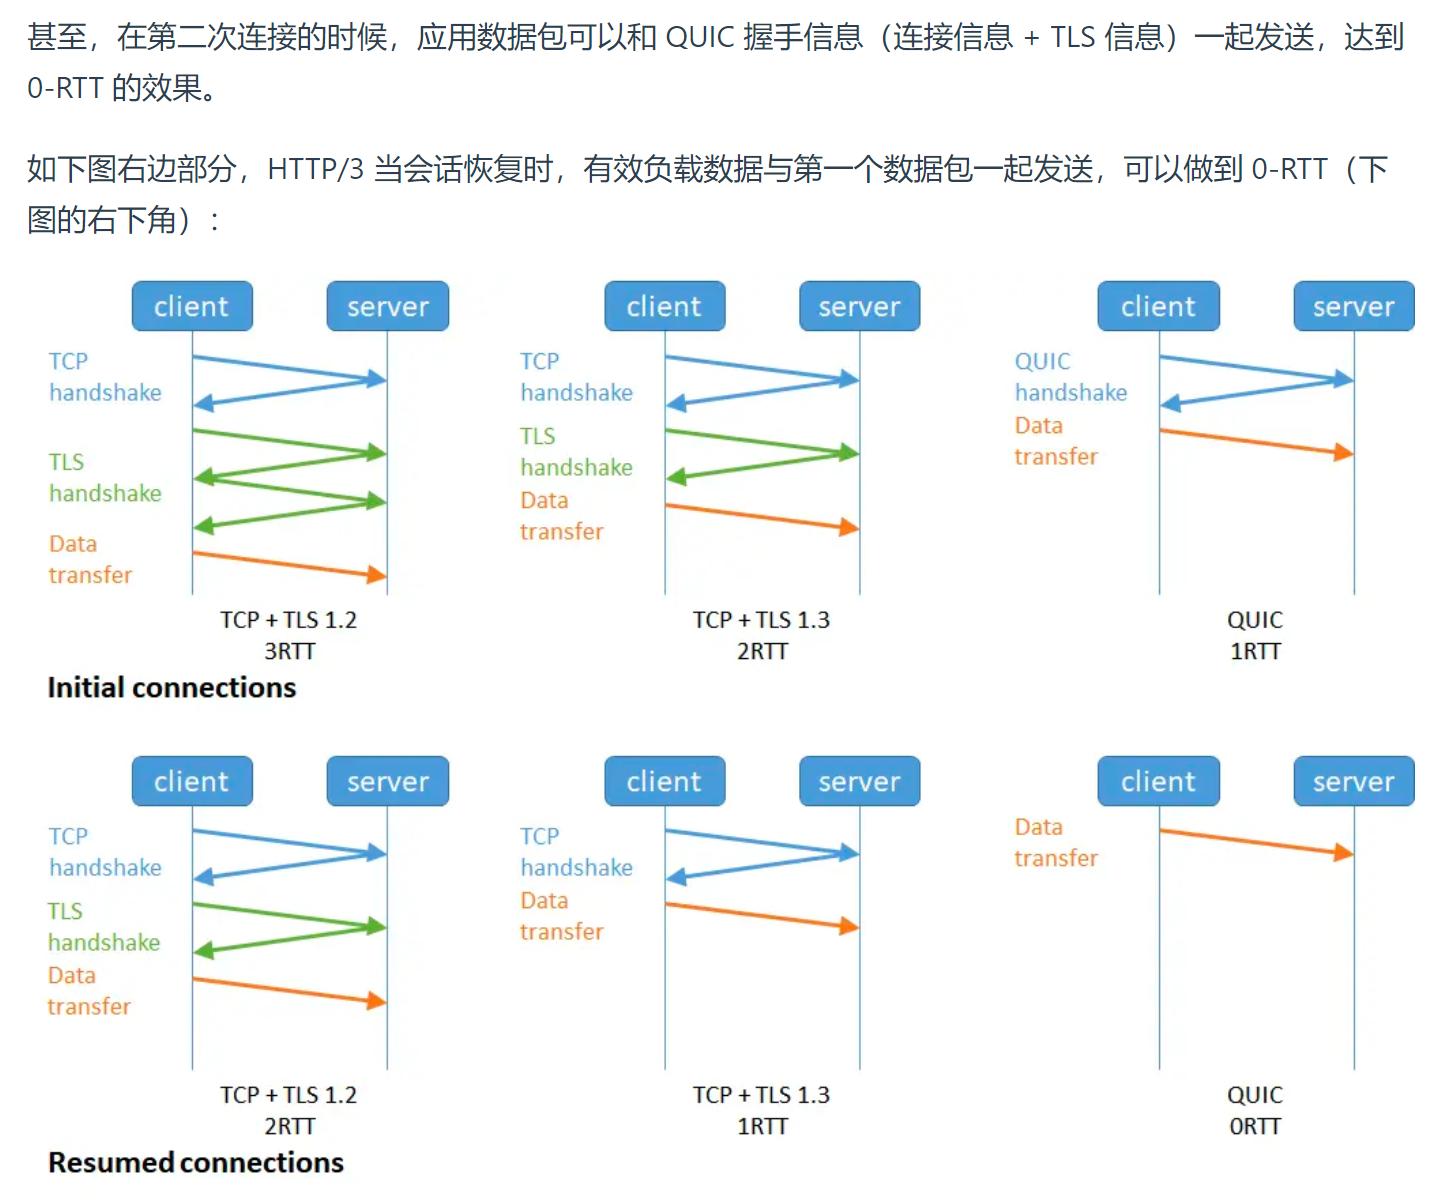 甚至，在第二次连接的时候，应用数据包可以和 QUIC 握手信息（连接信息 + TLS 信息）一起发送，达到
0-RTT 的效果。
如下图右边部分，HTTP/3 当会话恢复时，有效负载数据与第一个数据包一起发送，可以做到 0-RTT（下
图的右下角）：
client
server
TCP
handshake
TLS
handshake
Data
transfer
TCP + TLS 1.2
3RTT
client
server
TCP
handshake
TLS
handshake
Data
transfer
TCP + TLS 1.3
2RTT
client
server
QUIC
handshake
Data
transfer
QUIC
1RTT
Initial connections
client
server
TCP
handshake
TLS
handshake
Data
transfer
TCP + TLS 1.2
2RTT
client
server
TCP
handshake
Data
transfer
TCP + TLS 1.3
1RTT
client
server
Data
transfer
QUIC
0RTT
Resumed connections